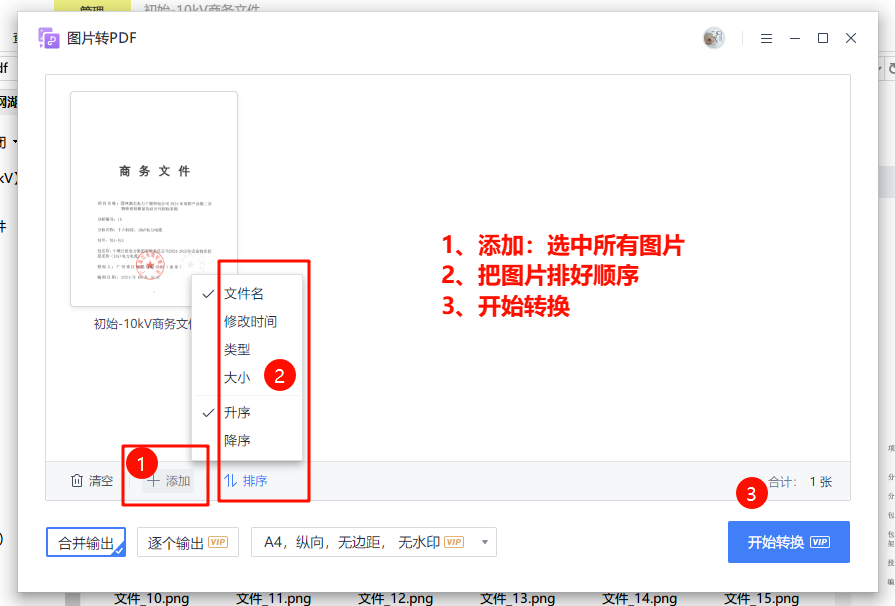 管理
初始-10kV商务文件
图片转PDF
商 务 文 件
初始-10kV商务文
1、添加：选中所有图片
2、把图片排好顺序
3、开始转换
文件名
修改时间
类型
大小
升序
降序
1
2
3
清空
添加
排序
合计：
1 张
合并输出
逐个输出 VIP
A4，纵向，无边距， 无水印 VIP
开始转换 VIP
文件_10.png
文件_11.png
文件_12.png
文件_13.png
文件_14.png
文件_15.png